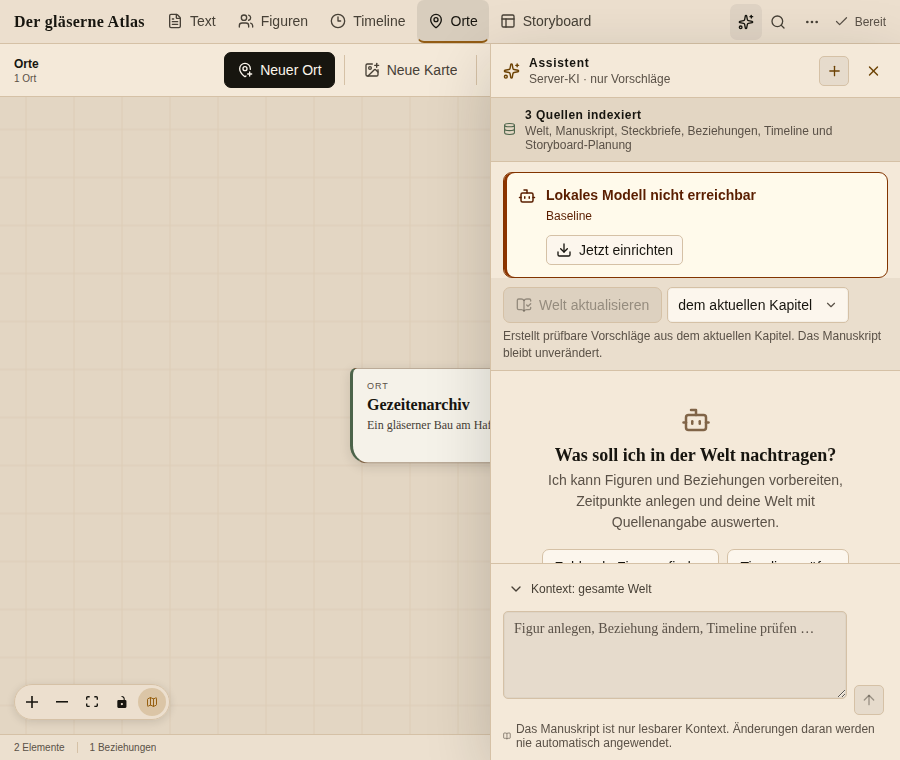 Der gläserne Atlas
Text
Figuren
Timeline
Orte
Storyboard
Bereit
Orte
1 Ort
Neuer Ort
Neue Karte
Assistent
Server-KI · nur Vorschläge
3 Quellen indexiert
Welt, Manuskript, Steckbriefe, Beziehungen, Timeline und
Storyboard-Planung
Lokales Modell nicht erreichbar
Baseline
Jetzt einrichten
Welt aktualisieren
dem aktuellen Kapitel
Erstellt prüfbare Vorschläge aus dem aktuellen Kapitel. Das Manuskript
bleibt unverändert.
ORT
Gezeitenarchiv
Ein gläserner Bau am
Was soll ich in der Welt nachtragen?
Ich kann Figuren und Beziehungen vorbereiten,
Zeitpunkte anlegen und deine Welt mit
Quellenangabe auswerten.
Kontext: gesamte Welt
Figur anlegen, Beziehung ändern, Timeline prüfen …
Das Manuskript ist nur lesbarer Kontext. Änderungen daran werden
nie automatisch angewendet.
2 Elemente
1 Beziehungen